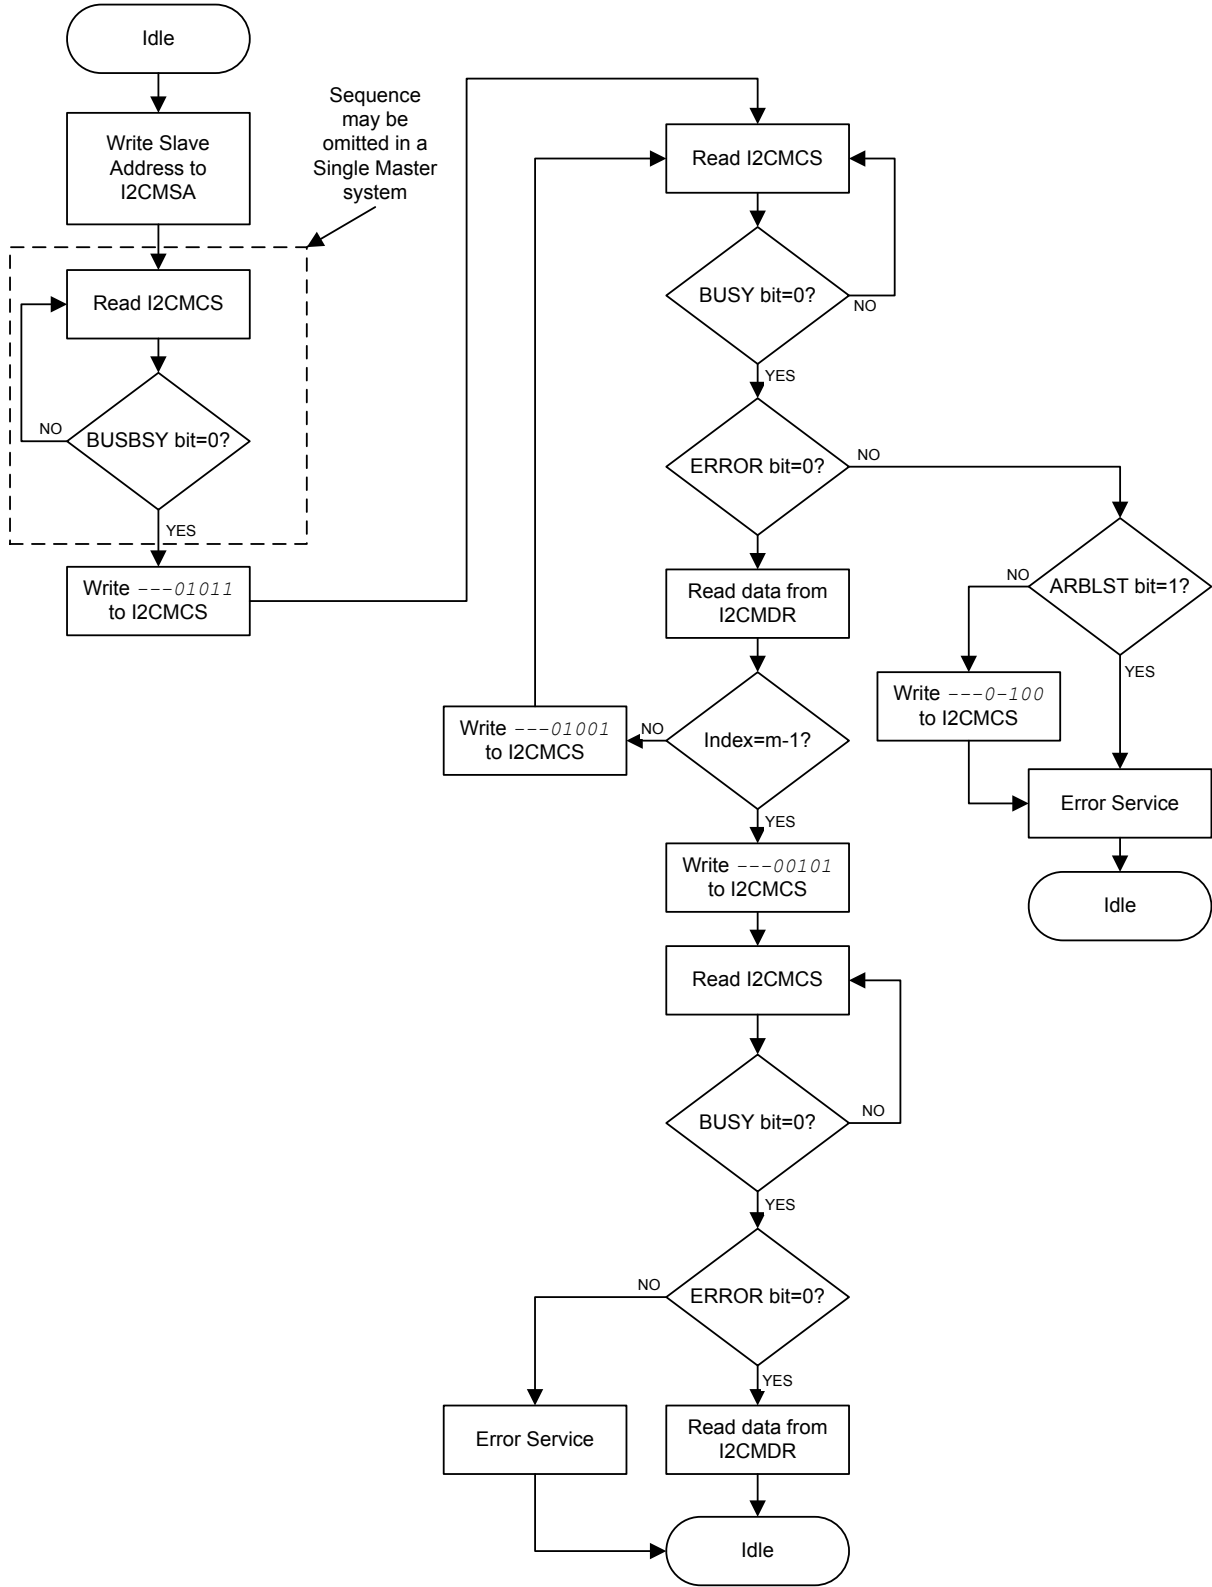 Idle
Write Slave
Address to
I2CMSA
Sequence
may be
omitted in a
Single Master
system
Read I2CMCS
BUSBSY bit=0?
NO
YES
Write ---01011
to I2CMCS
Read I2CMCS
BUSY bit=0?
NO
YES
ERROR bit=0?
NO
Read data from
I2CMDR
ARBLST bit=1?
NO
YES
Write ---0-100
to I2CMCS
Error Service
Idle
Index=m-1?
NO
Write ---01001
to I2CMCS
YES
Write ---00101
to I2CMCS
Read I2CMCS
BUSY bit=0?
NO
YES
ERROR bit=0?
NO
YES
Error Service
Read data from
I2CMDR
Idle